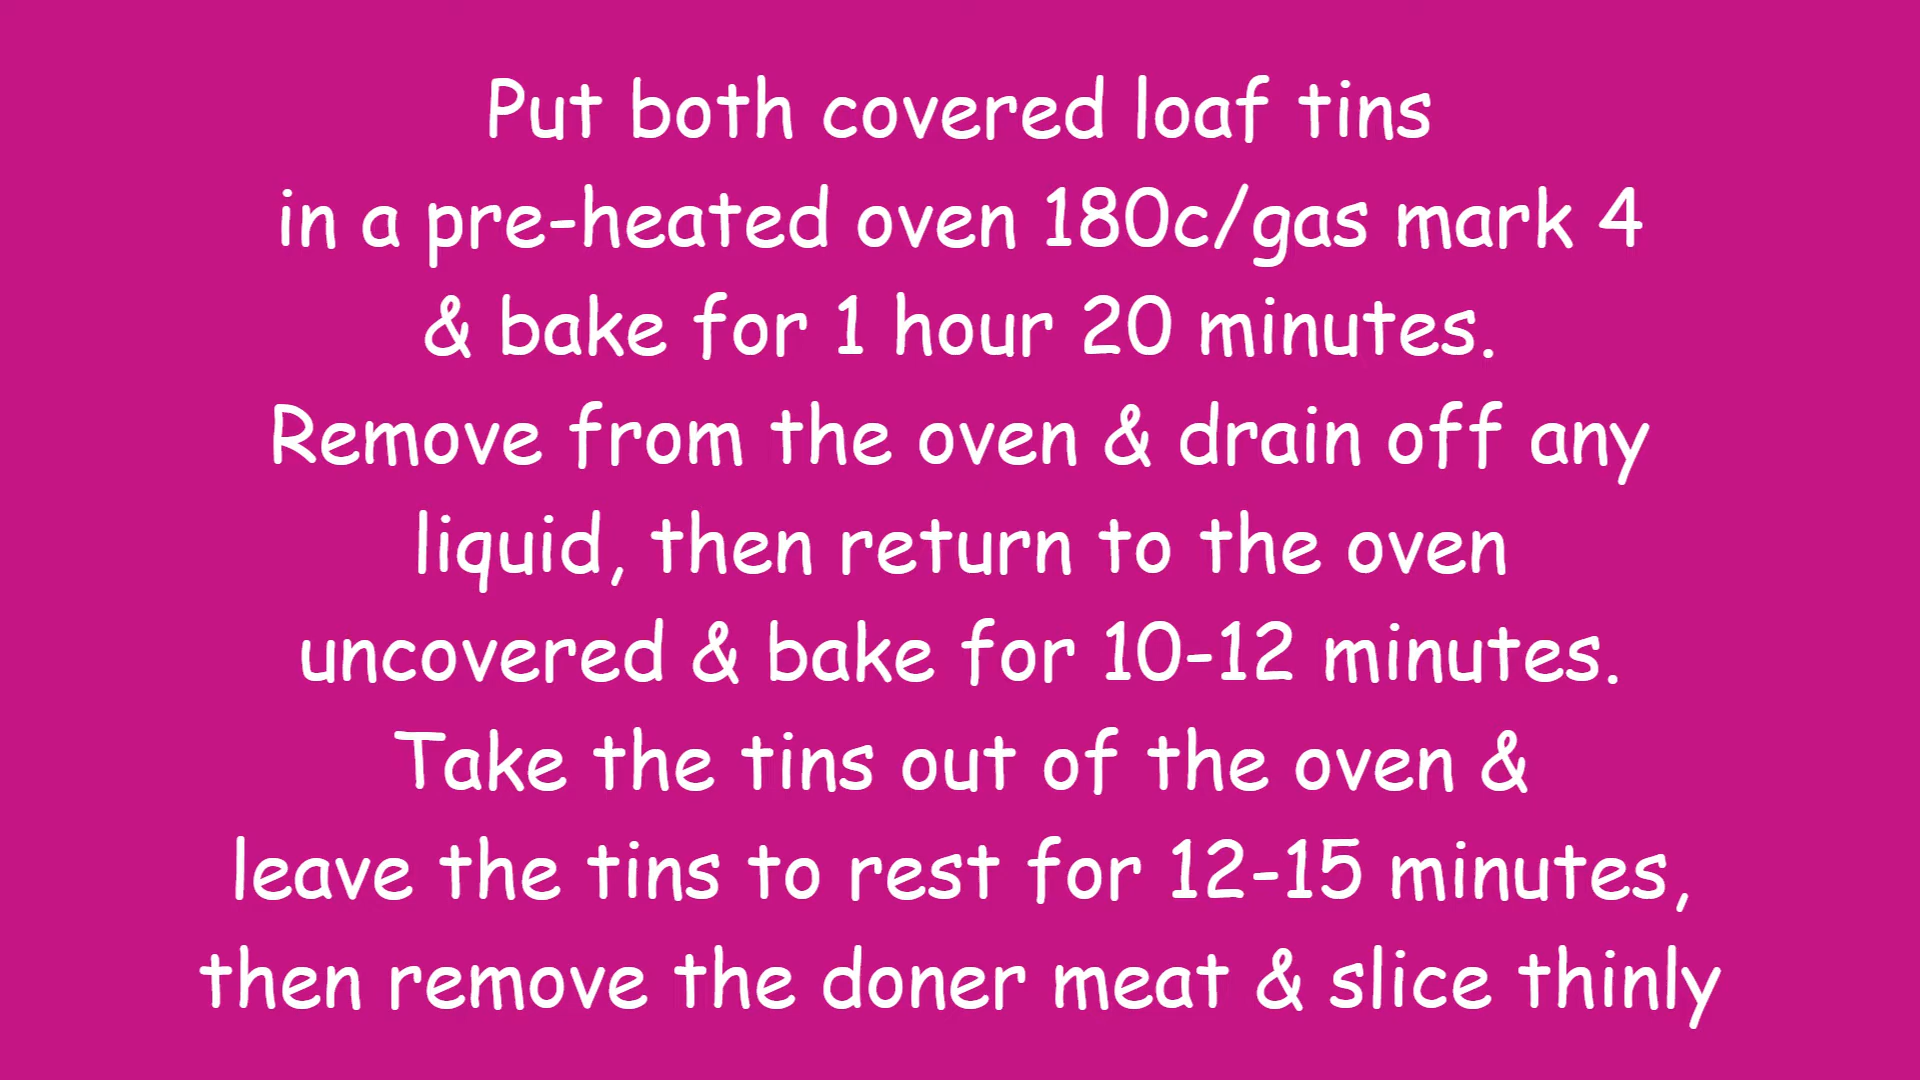 Put both covered loaf tins
in a pre-heated oven 180c/gas mark 4
& bake for 1 hour 20 minutes.
Remove from the oven & drain off any
liquid, then return to the oven
uncovered & bake for 10-12 minutes.
Take the tins out of the oven &
leave the tins to rest for 12-15 minutes,
then remove the doner meat & slice thinly